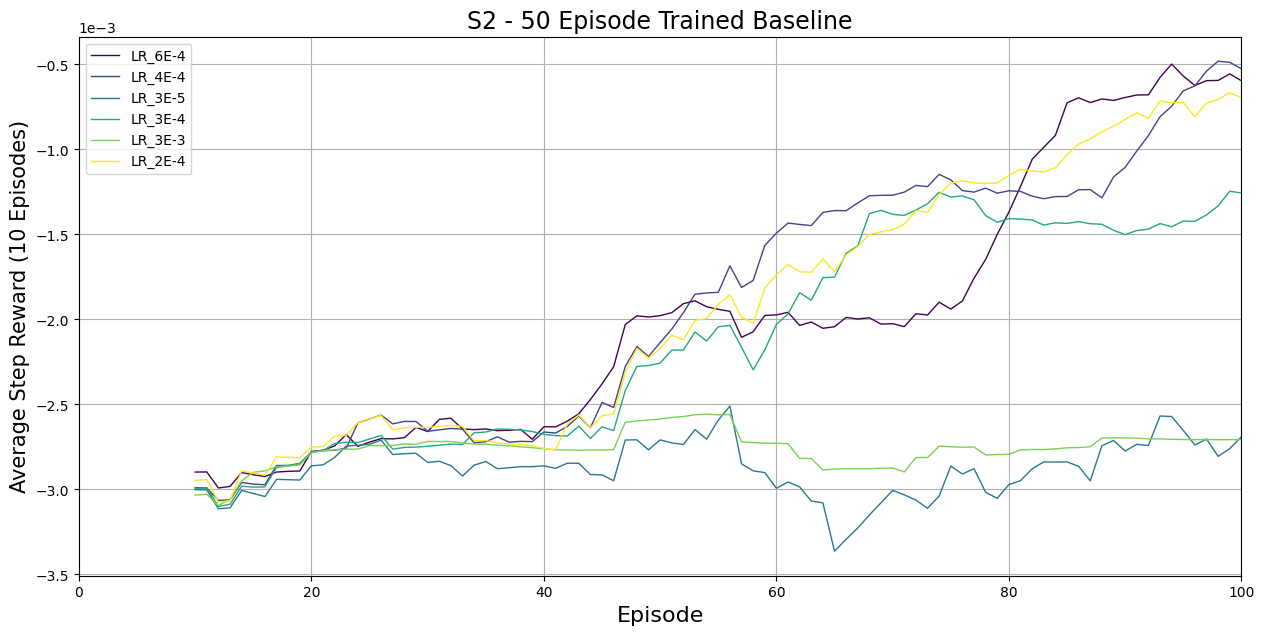 S2 - 50 Episode Trained Baseline
1e−3
LR_6E-4
LR_4E-4
LR_3E-5
LR_3E-4
LR_3E-3
LR_2E-4
Average Step Reward (10 Episodes)
−0.5
−1.0
−1.5
−2.0
−2.5
−3.0
−3.5
0 20 40 60 80 100
Episode